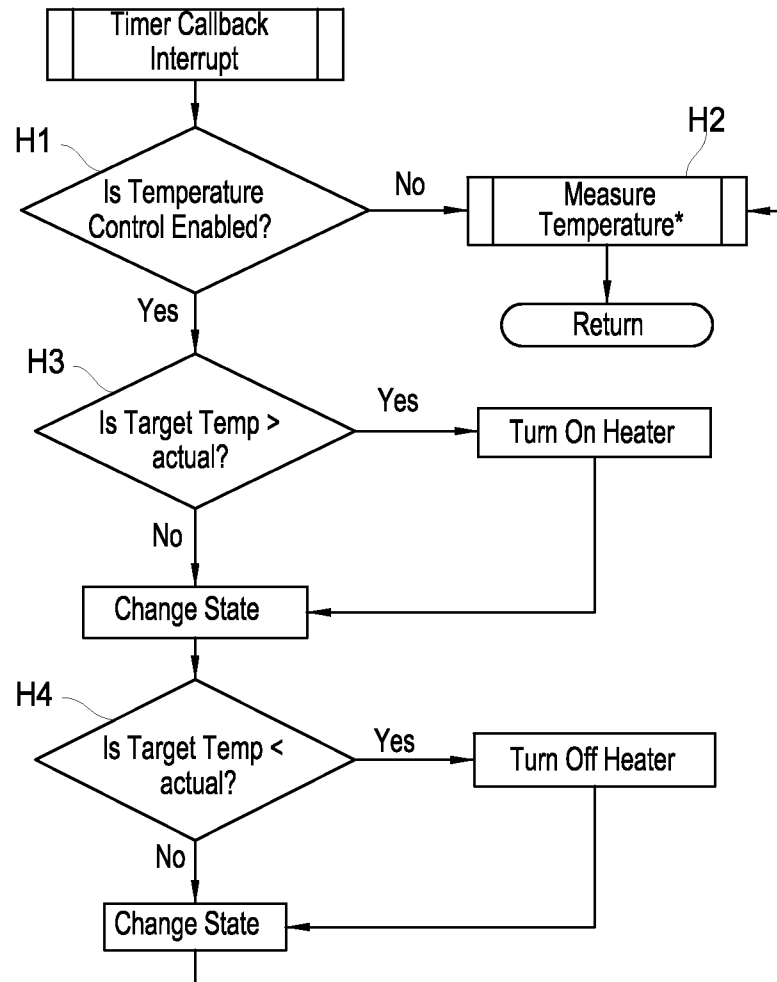 Timer Callback
Interrupt
H1
Is Temperature
Control Enabled?
No
H2
Measure
Temperature*
Yes
Return
H3
Is Target Temp >
actual?
Yes
Turn On Heater
No
Change State
H4
Is Target Temp <
actual?
Yes
Turn Off Heater
No
Change State